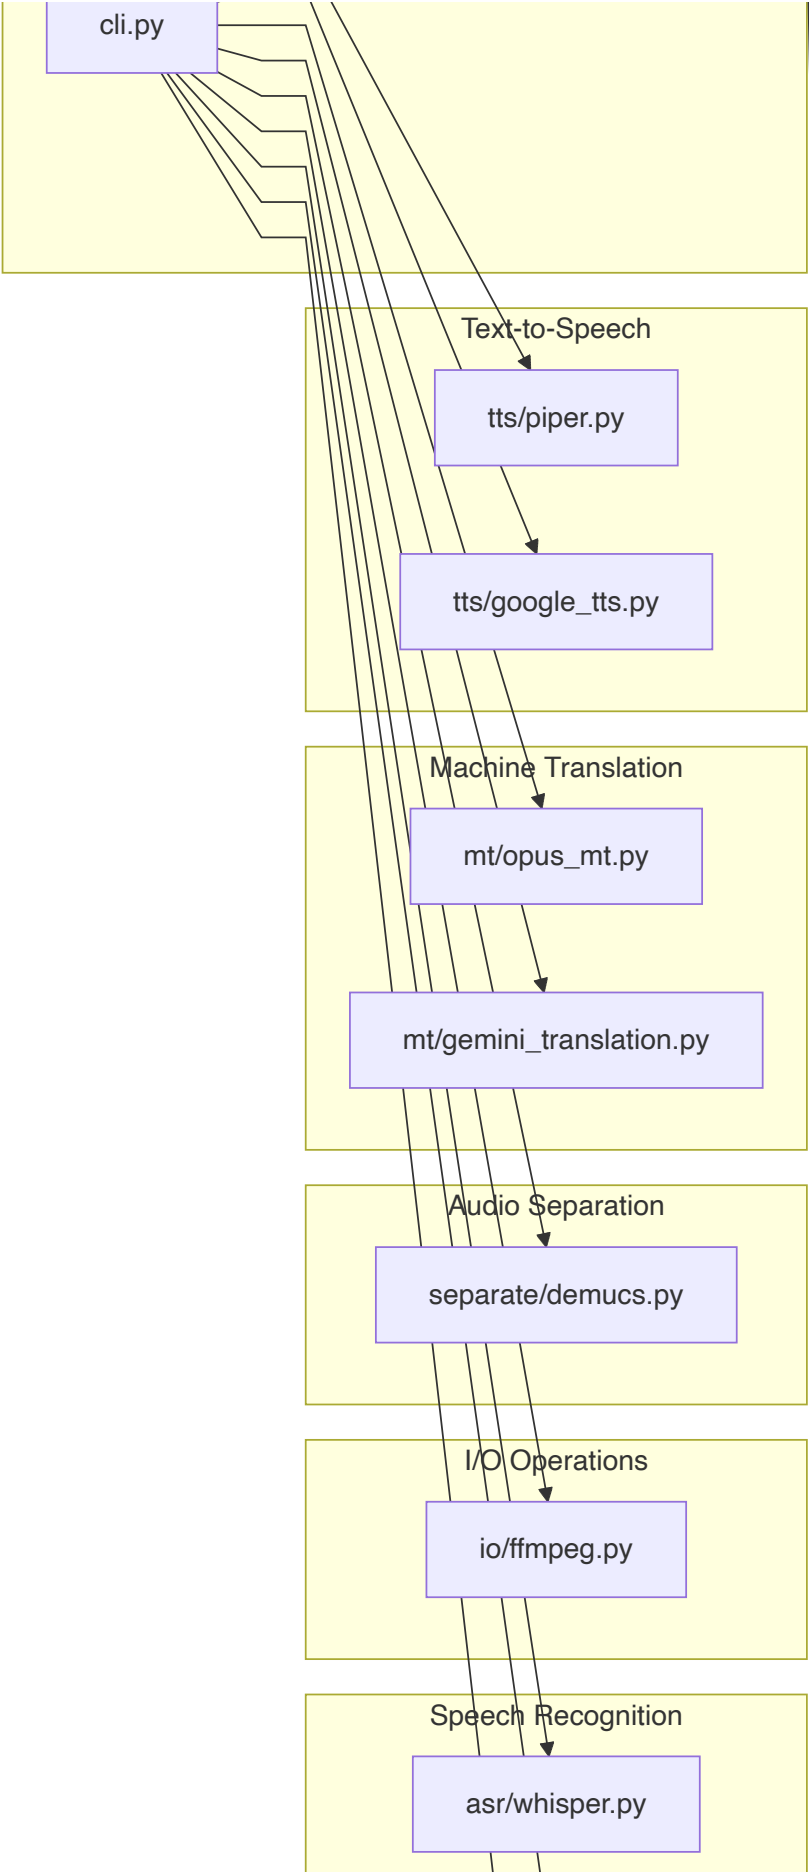 cli.py
Text-to-Speech
tts/piper.py
tts/google_tts.py
Machine Translation
mt/opus_mt.py
mt/gemini_translation.py
Audio Separation
separate/demucs.py
I/O Operations
io/ffmpeg.py
Speech Recognition
asr/whisper.py